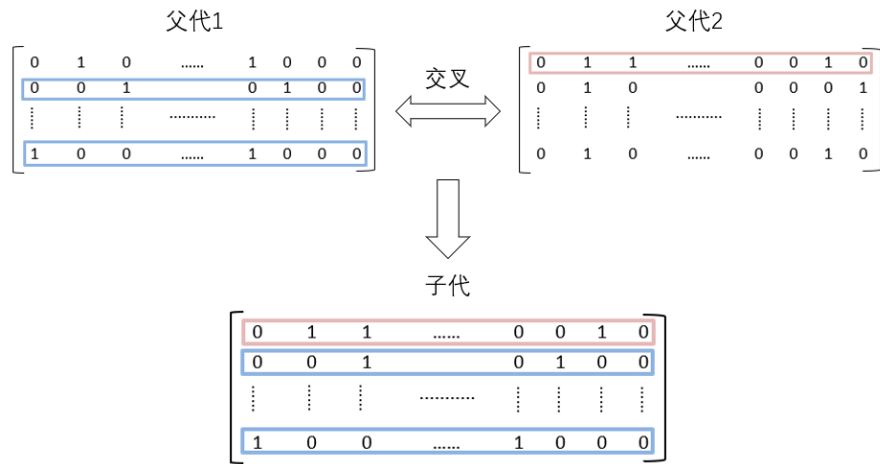 父代1
父代2
0 1 0 ...... 1 0 0 0
0 0 1 0 1 0 0
1 0 0 ...... 1 0 0 0
交叉
0 1 1 ...... 0 0 1 0
0 1 0 0 0 0 1
0 1 0 ...... 0 0 1 0
子代
0 1 1 ...... 0 0 1 0
0 0 1 0 1 0 0
1 0 0 ...... 1 0 0 0